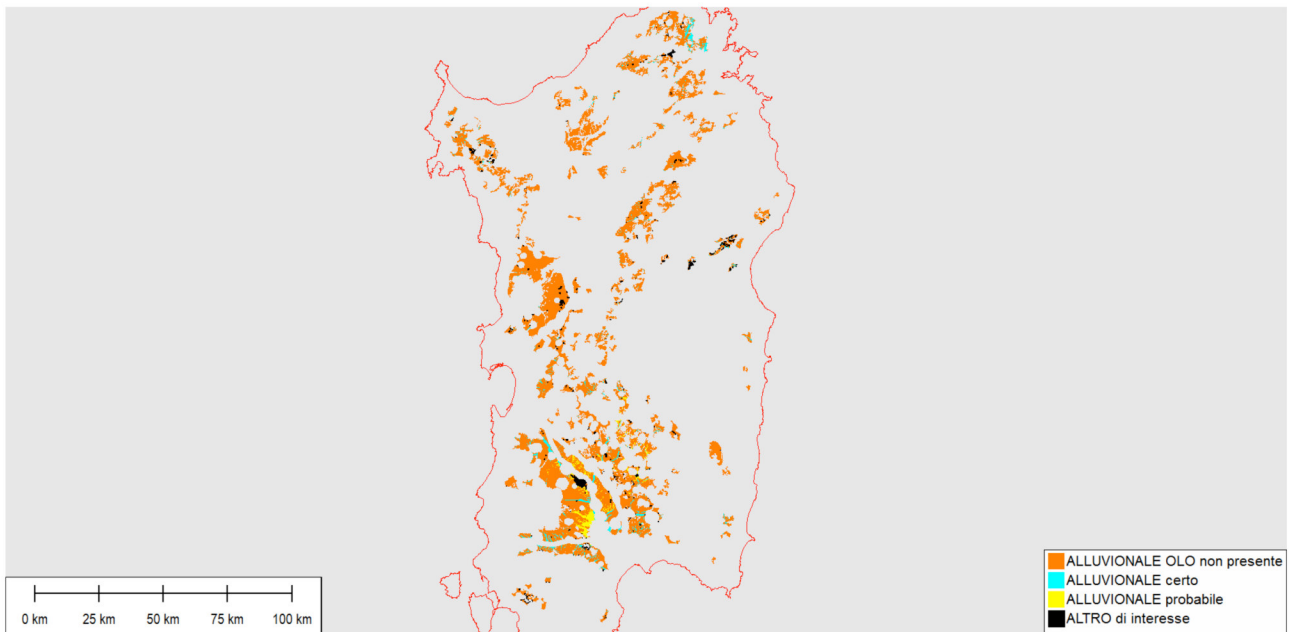 0 km 25 km 50 km 75 km 100 km
ALLUVIONALE OLO non presente
ALLUVIONALE certo
ALLUVIONALE probabile
ALTRO di interesse